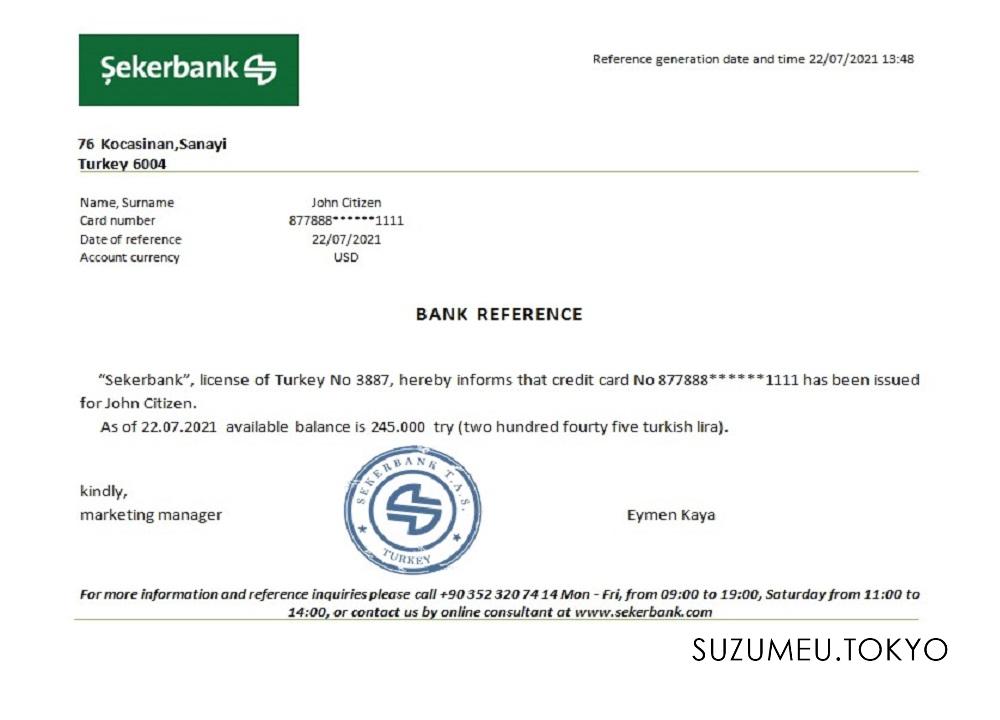 Şekerbank
Reference generation date and time 22/07/2021 13:48
76 Kocasinan,Sanayi
Turkey 6004
Name, Surname John Citizen
Card number 877888******1111
Date of reference 22/07/2021
Account currency USD
BANK REFERENCE
“Sekerbank”, license of Turkey No 3887, hereby informs that credit card No 877888******1111 has been issued
for John Citizen.
As of 22.07.2021 available balance is 245.000 try (two hundred fourty five turkish lira).
SEKERBANK T.A.S.
TURKEY
kindly,
marketing manager
Eymen Kaya
For more information and reference inquiries please call +90 352 320 74 14 Mon - Fri, from 09:00 to 19:00, Saturday from 11:00 to
14:00, or contact us by online consultant at www.sekerbank.com
SUZUMEU.TOKYO